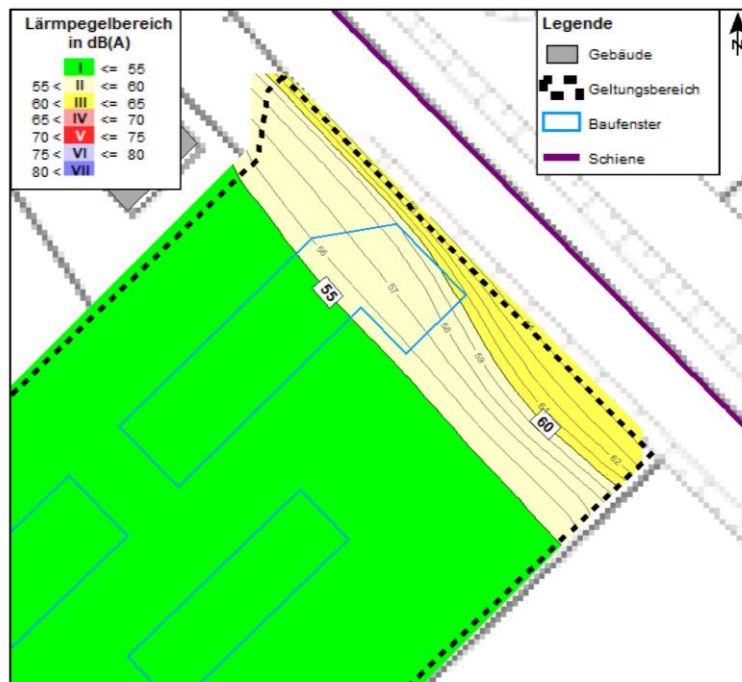 Lärmpegelbereich
in dB(A)
I <= 55
55 < II <= 60
60 < III <= 65
65 < IV <= 70
70 < V <= 75
75 < VI <= 80
80 < VII
Legende
Gebäude
Geltungsbereich
Baufenster
Schiene
N
56
55
57
58
59
60
62